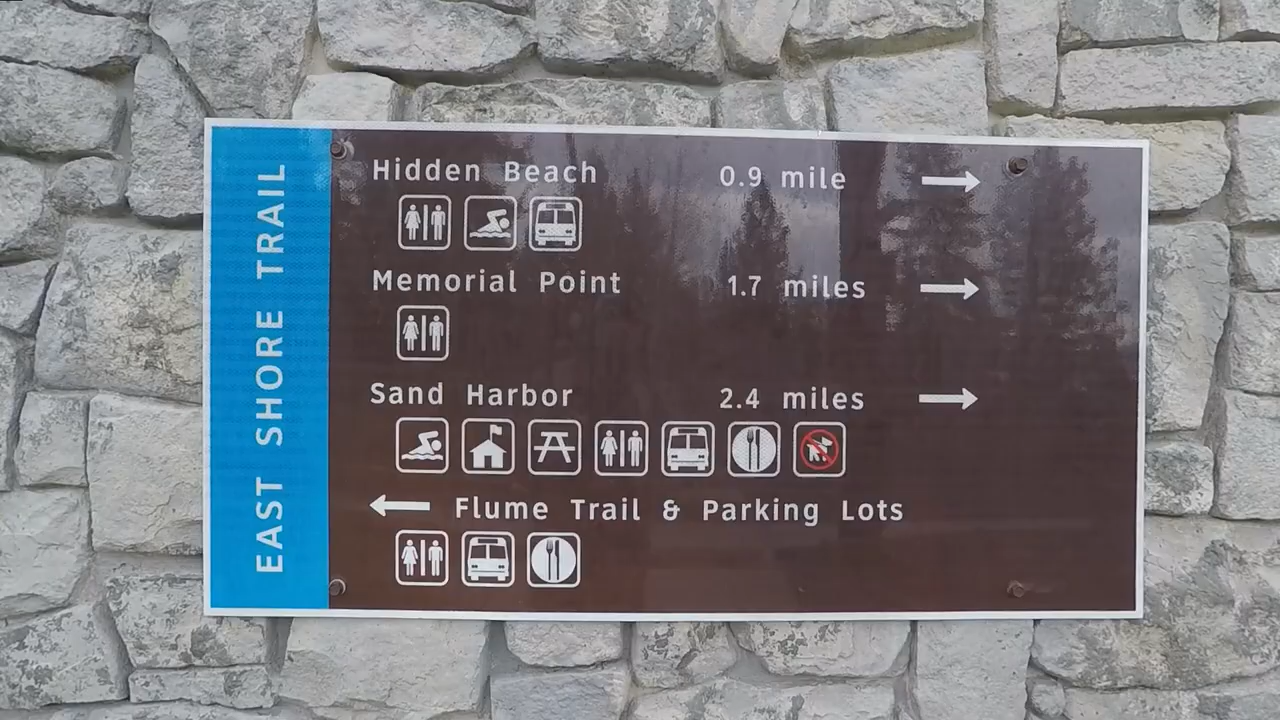 EAST SHORE TRAIL
Hidden Beach 0.9 mile
Memorial Point 1.7 miles
Sand Harbor 2.4 miles
Flume Trail & Parking Lots